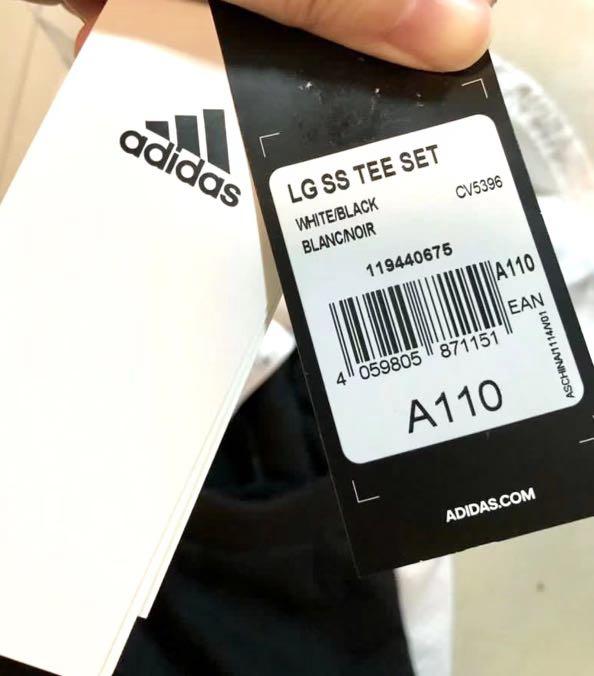 adidas
LG SS TEE SET
WHITE/BLACK
CV5396
BLANC/NOIR
119440675
A110
EAN
4 059805 871151
A110
ASCHINA/1114/V01
ADIDAS.COM